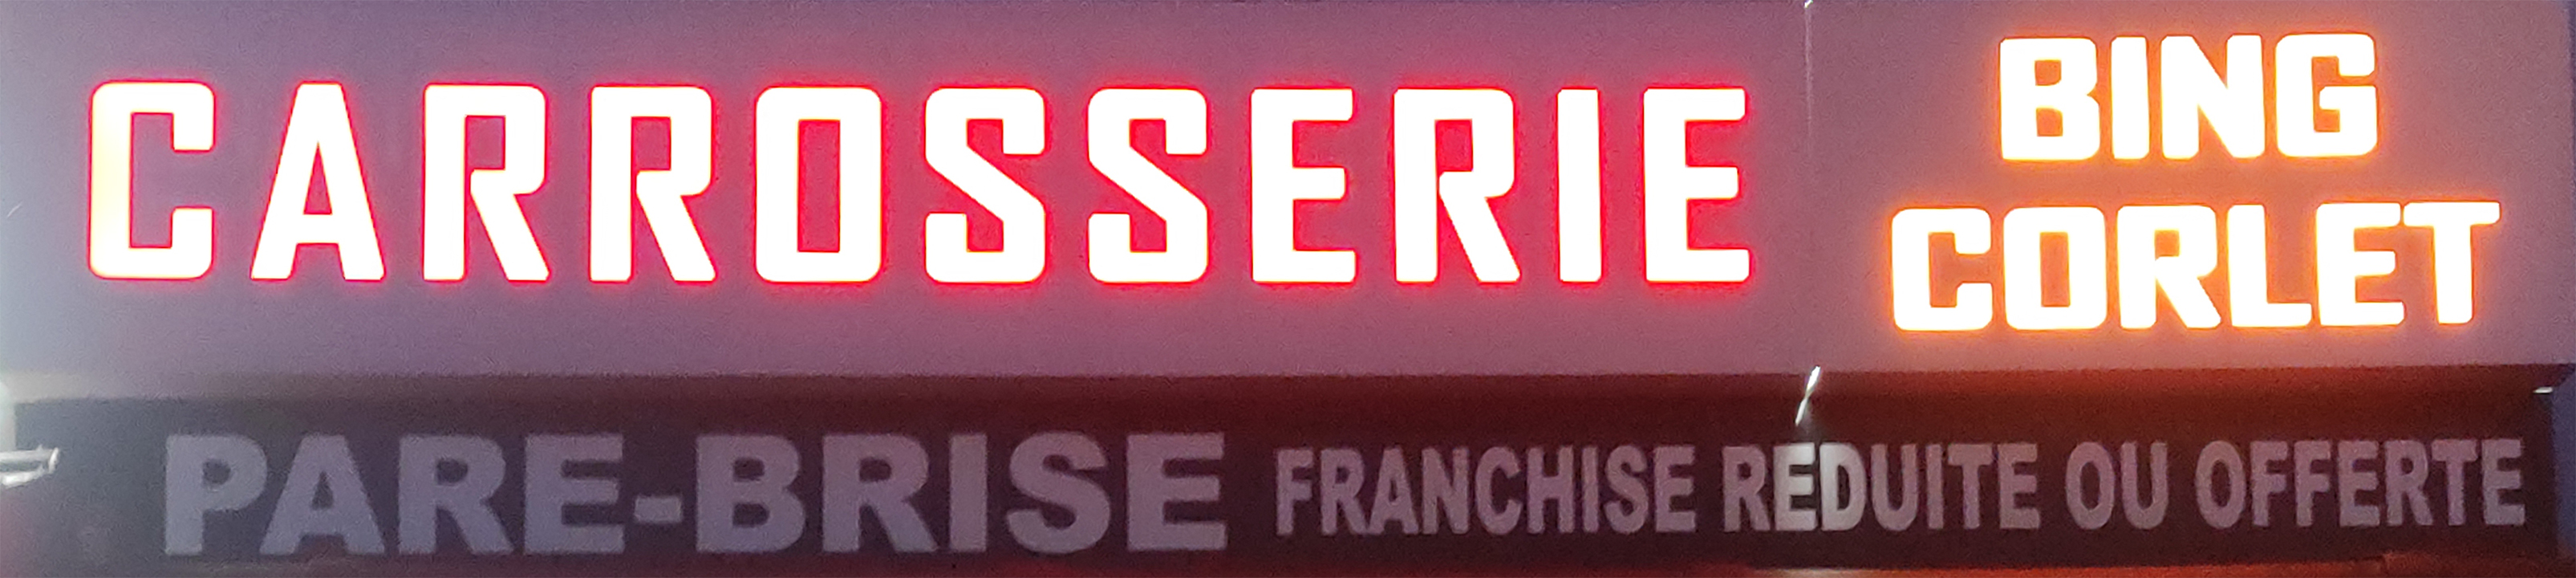 CARROSSERIE
BING
CORLET
PARE-BRISE FRANCHISE REDUITE OU OFFERTE